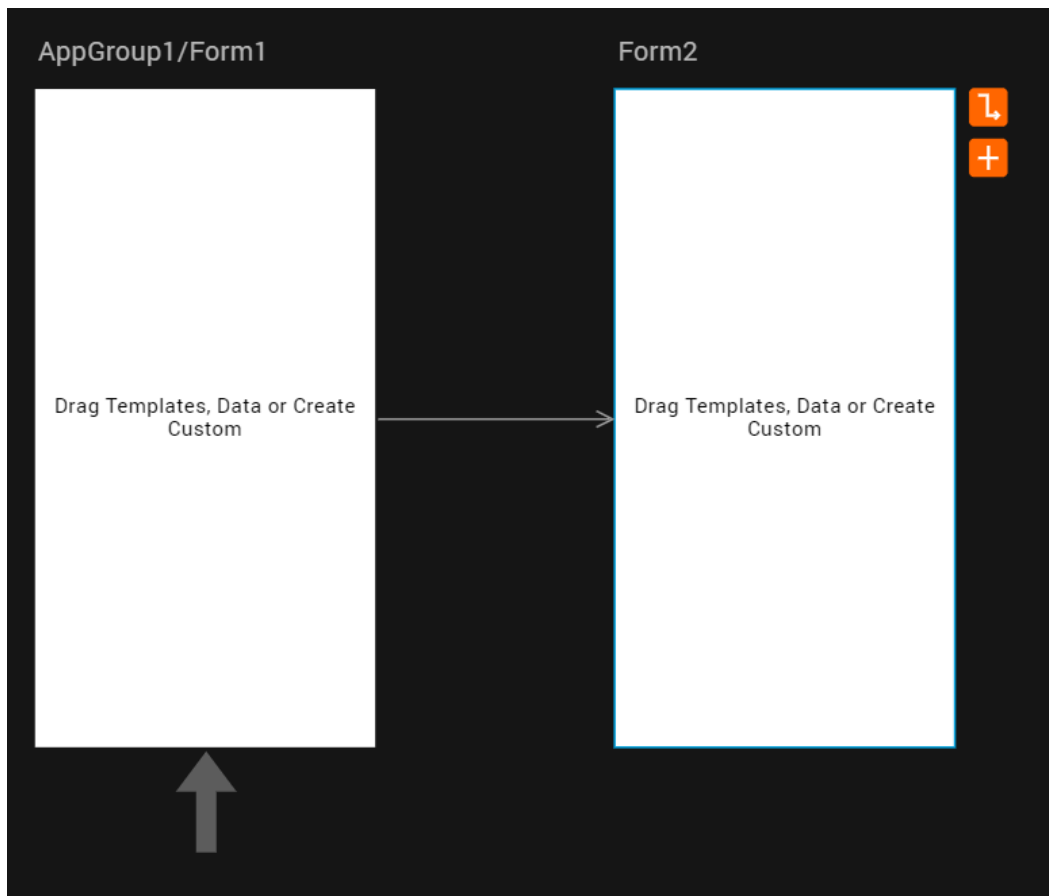 AppGroup1/Form1
Form2
Drag Templates, Data or Create
Custom
Drag Templates, Data or Create
Custom